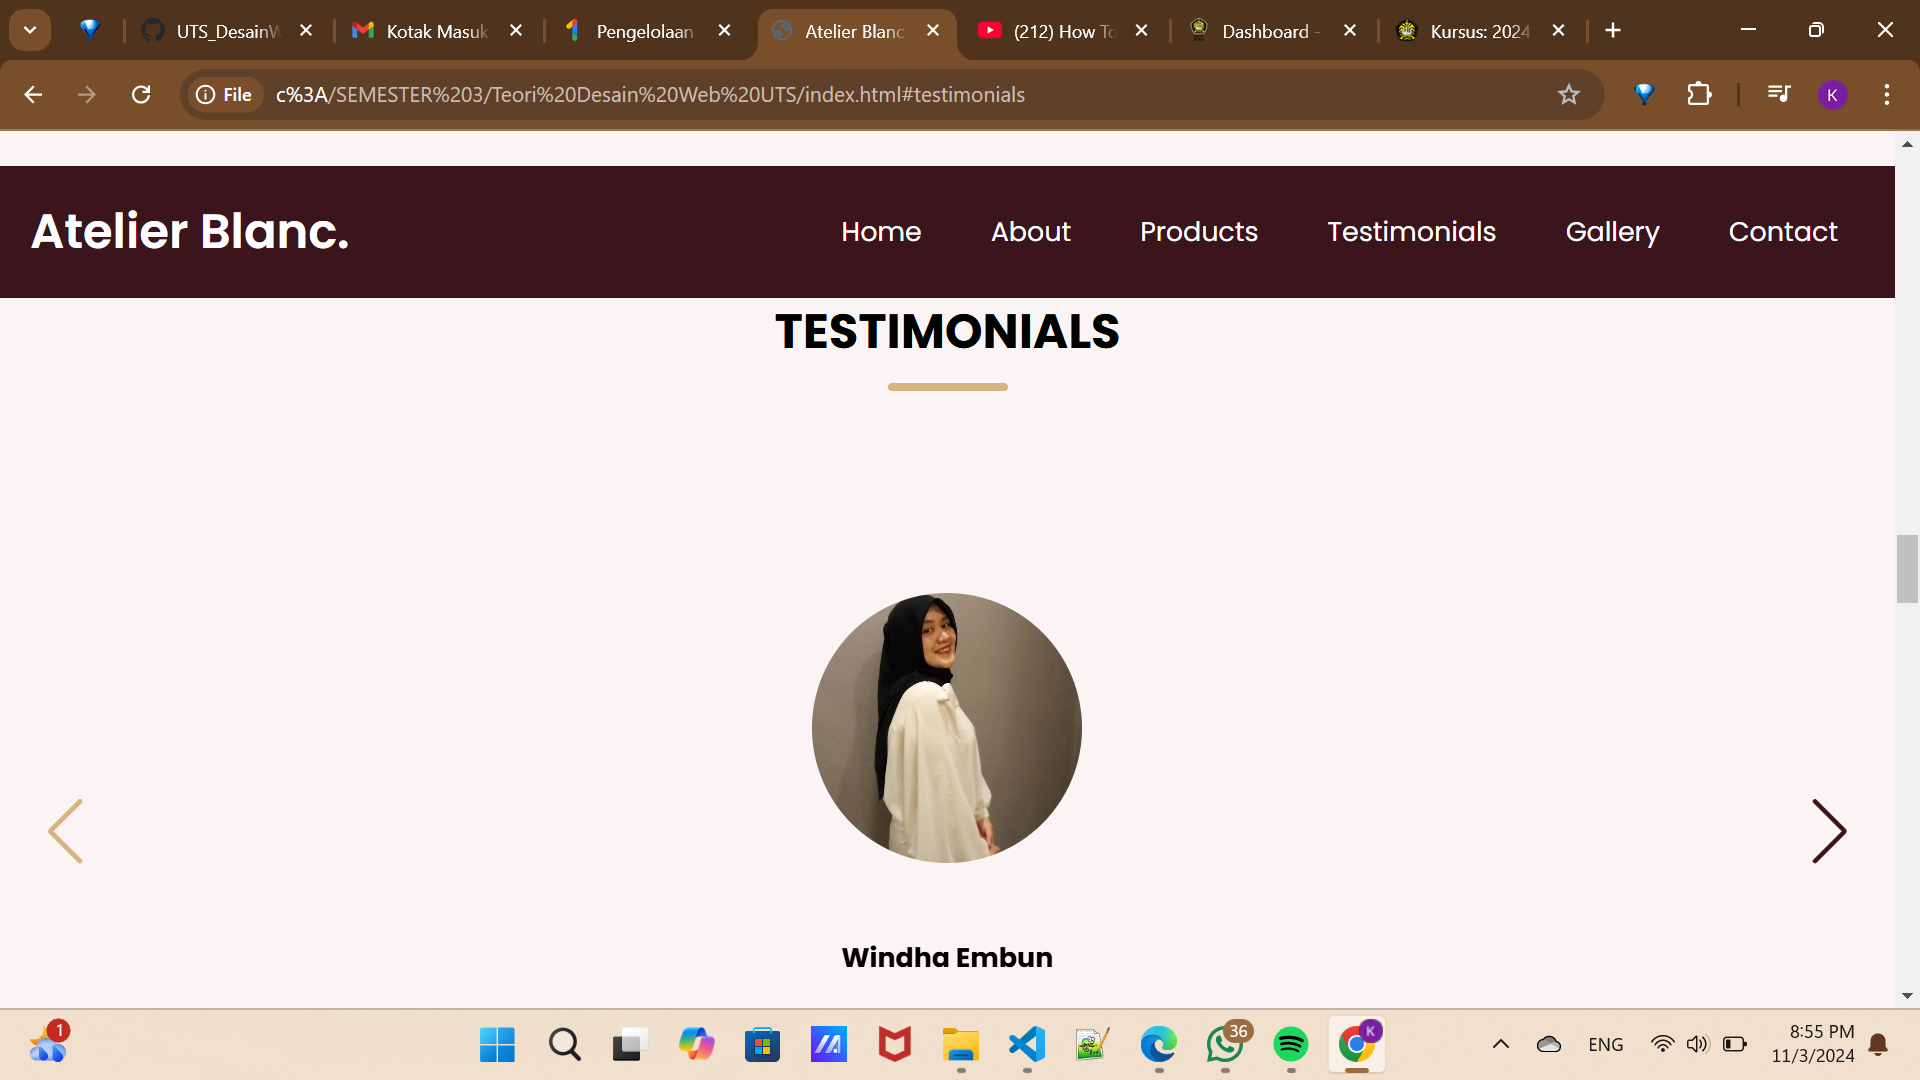 UTS_DesainW
Kotak Masuk
Pengelolaan
Atelier Blanc
(212) How To
Dashboard -
Kursus: 2024
File c%3A/SEMESTER%203/Teori%20Desain%20Web%20UTS/index.html#testimonials
K
Atelier Blanc.
Home
About
Products
Testimonials
Gallery
Contact
TESTIMONIALS
Windha Embun
1
36
K
ENG
8:55 PM
11/3/2024